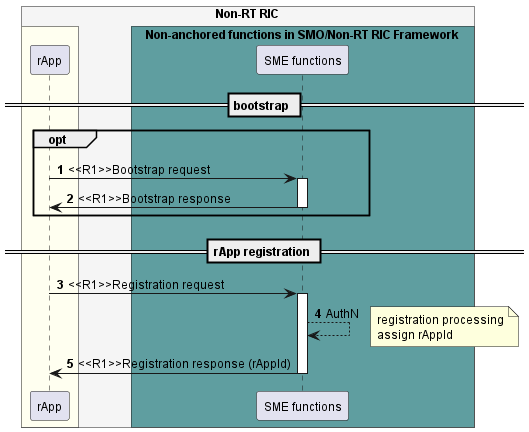 Non-RT RIC
Non-anchored functions in SMO/Non-RT RIC Framework
rApp
SME functions
bootstrap
opt
1 <<R1>>Bootstrap request
2 <<R1>>Bootstrap response
rApp registration
3 <<R1>>Registration request
4 AuthN
registration processing
assign rAppId
5 <<R1>>Registration response (rAppId)
rApp
SME functions